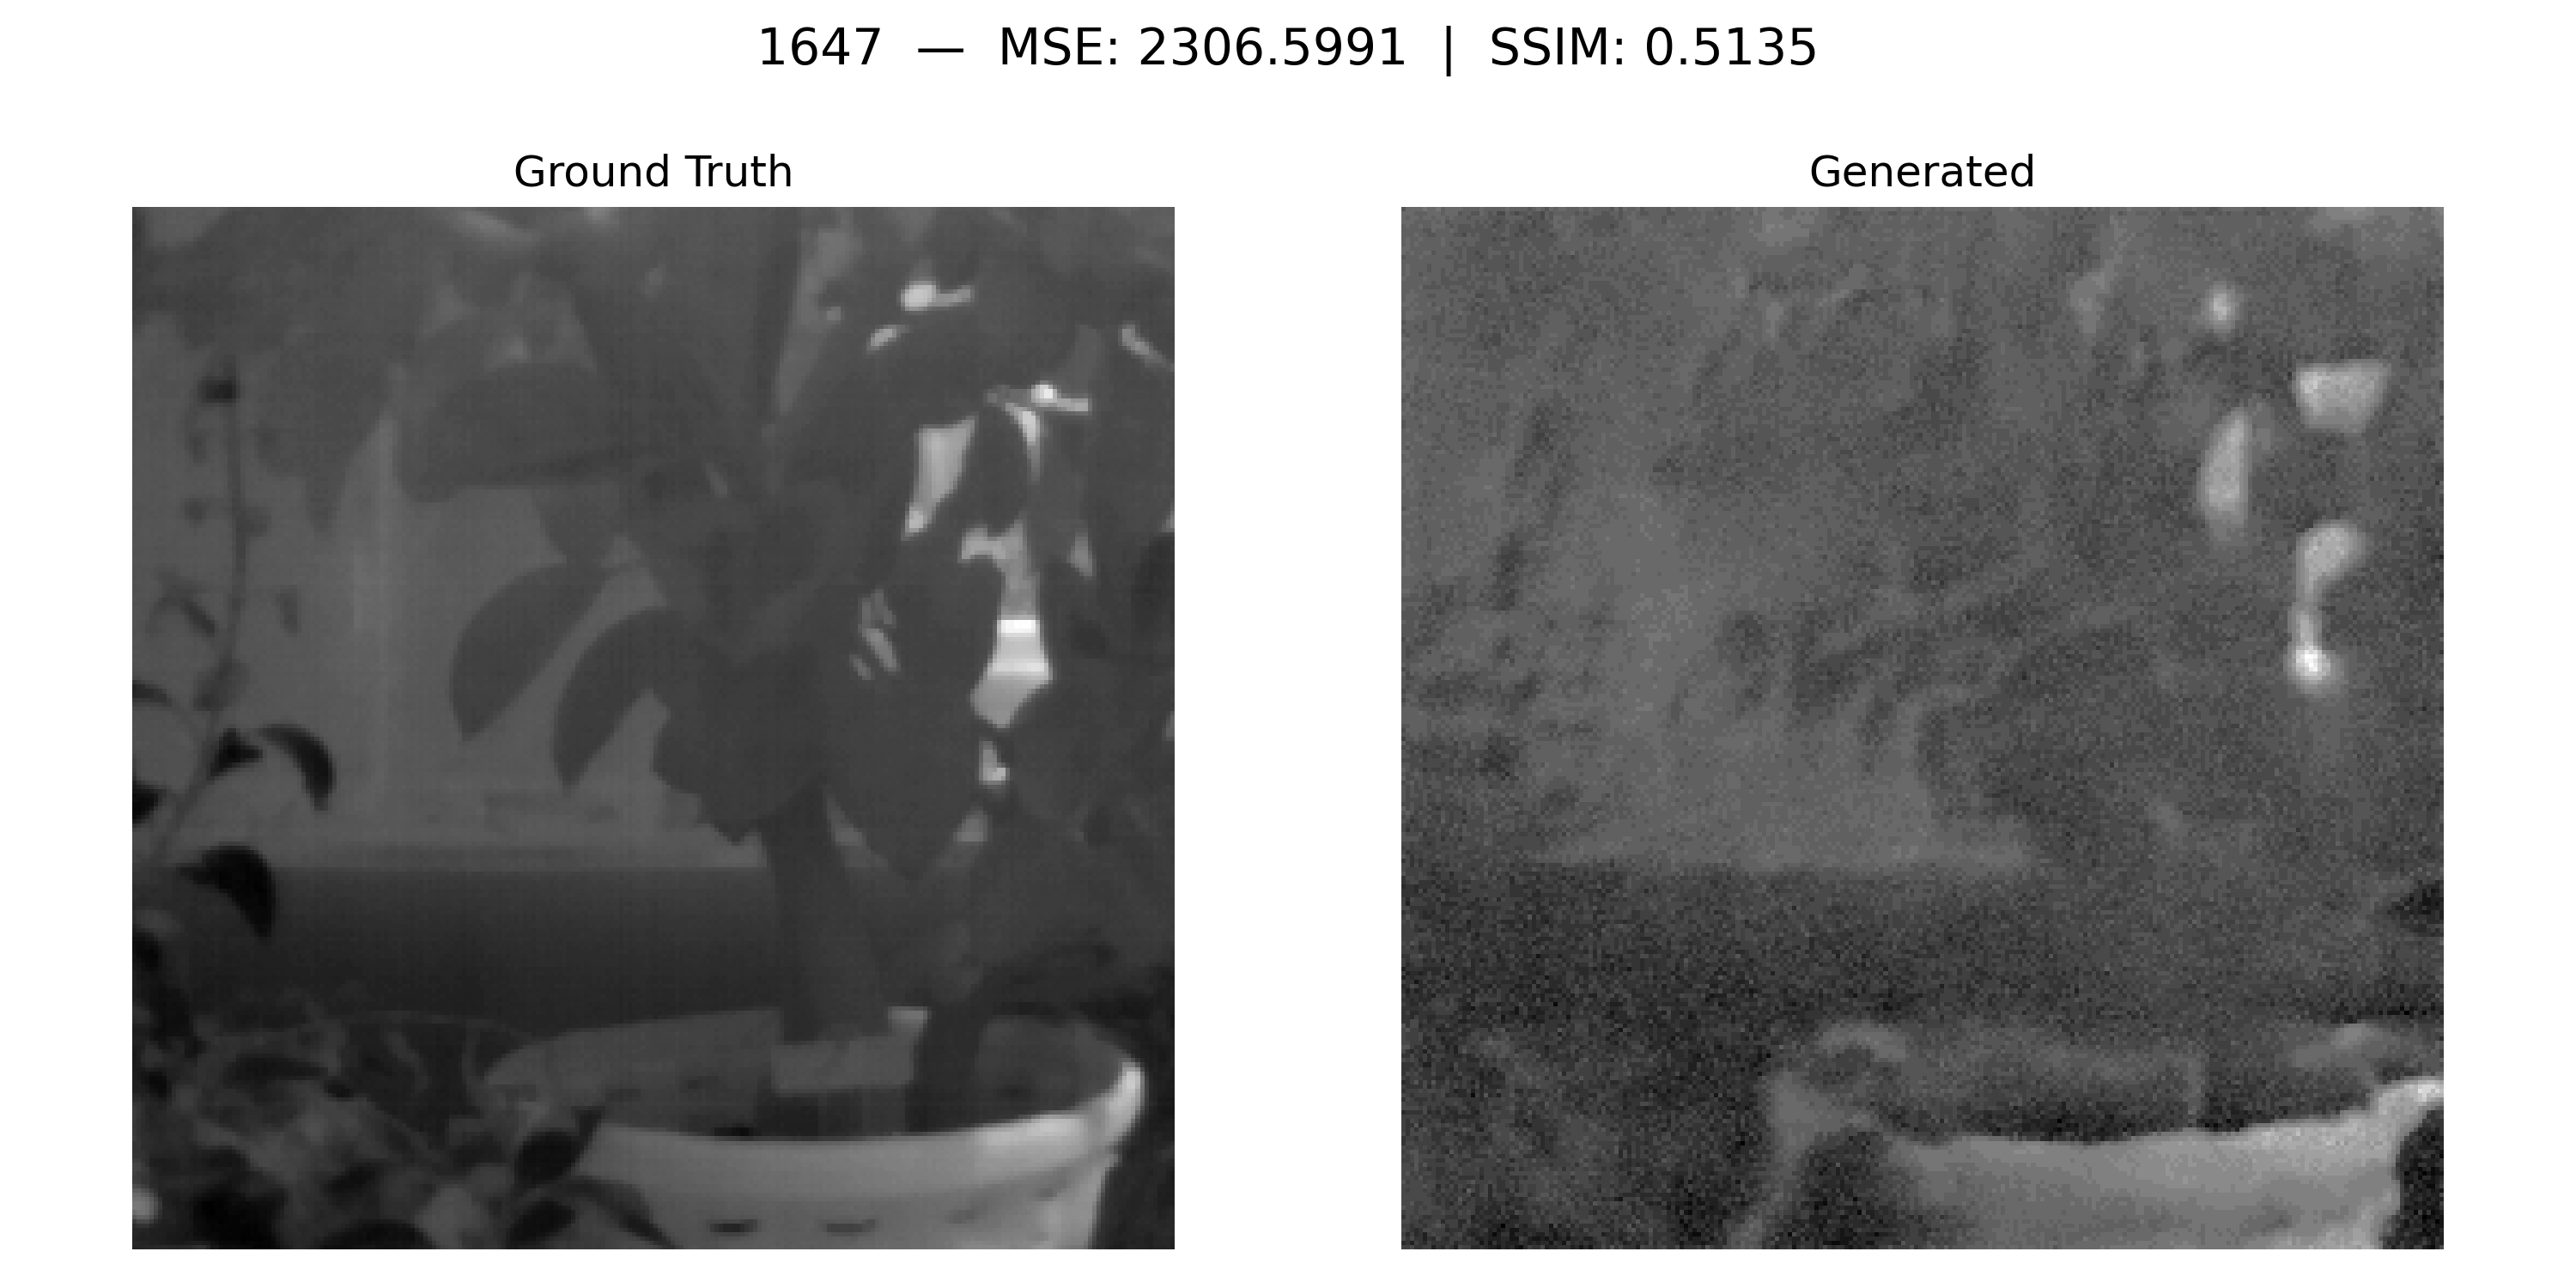 1647 — MSE: 2306.5991 | SSIM: 0.5135
Ground Truth
Generated